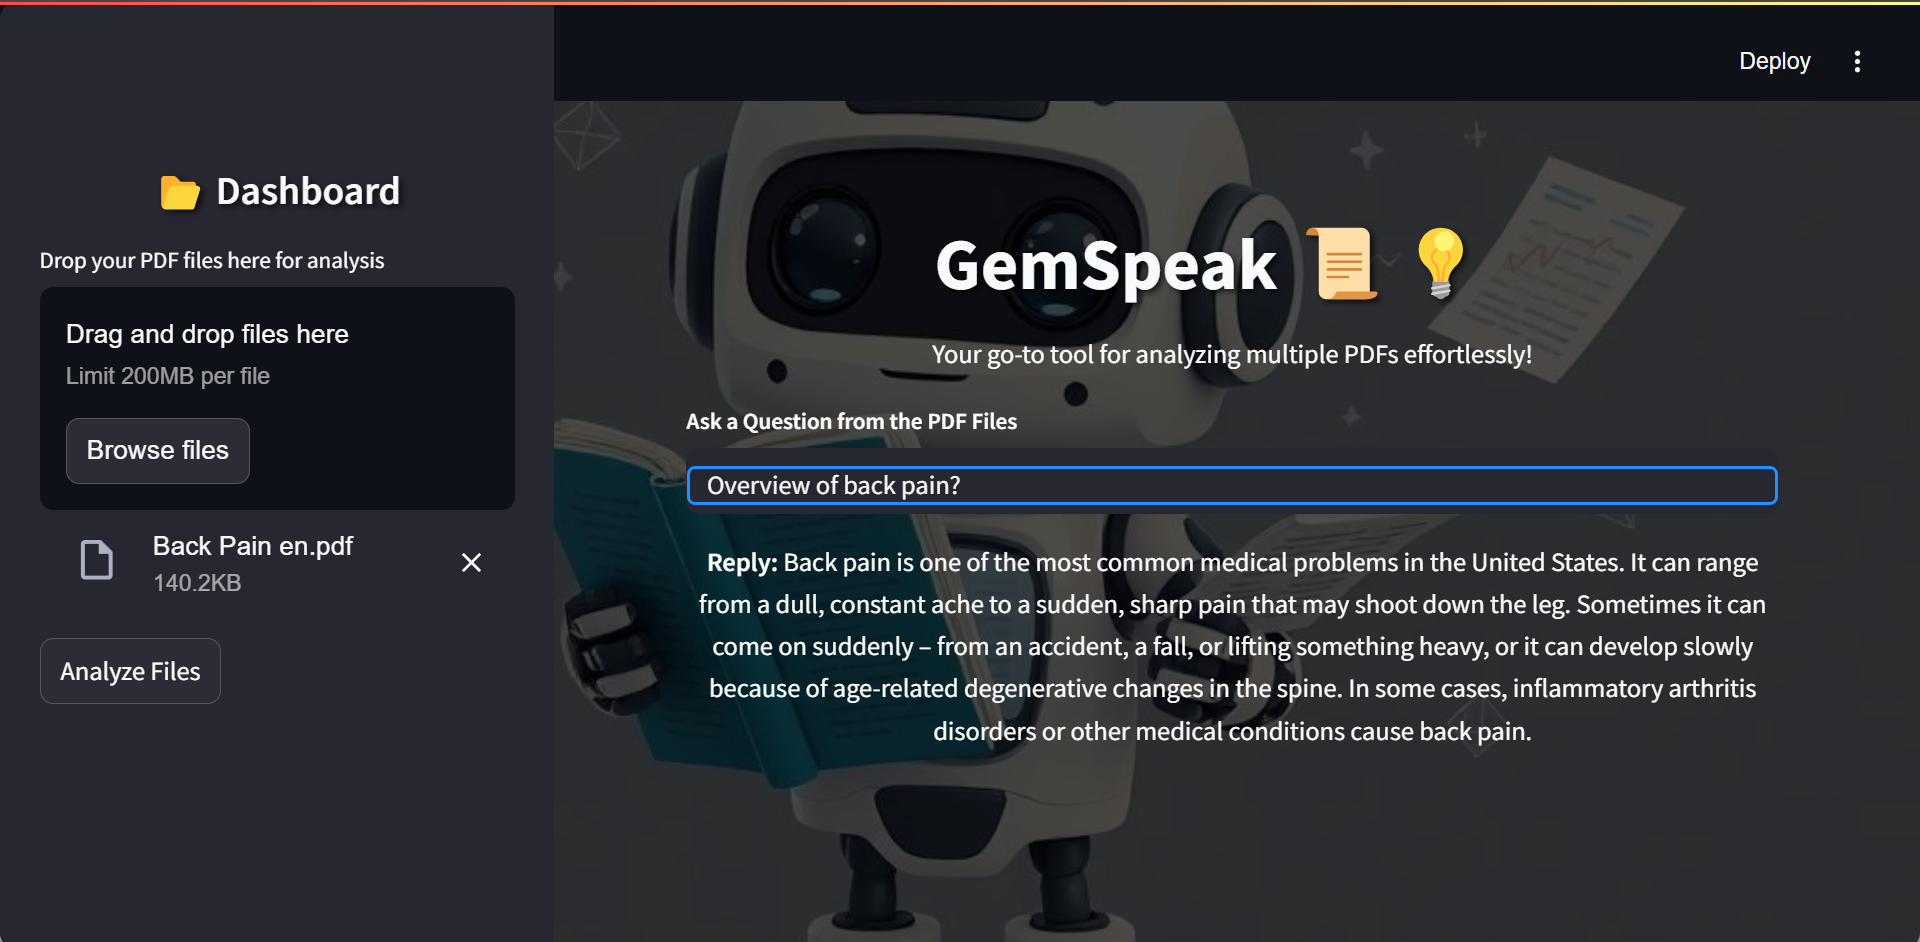 Deploy
Dashboard
Drop your PDF files here for analysis
Drag and drop files here
Limit 200MB per file
Browse files
Back Pain en.pdf
140.2KB
Analyze Files
GemSpeak
Your go-to tool for analyzing multiple PDFs effortlessly!
Ask a Question from the PDF Files
Overview of back pain?
Reply: Back pain is one of the most common medical problems in the United States. It can range
from a dull, constant ache to a sudden, sharp pain that may shoot down the leg. Sometimes it can
come on suddenly – from an accident, a fall, or lifting something heavy, or it can develop slowly
because of age-related degenerative changes in the spine. In some cases, inflammatory arthritis
disorders or other medical conditions cause back pain.